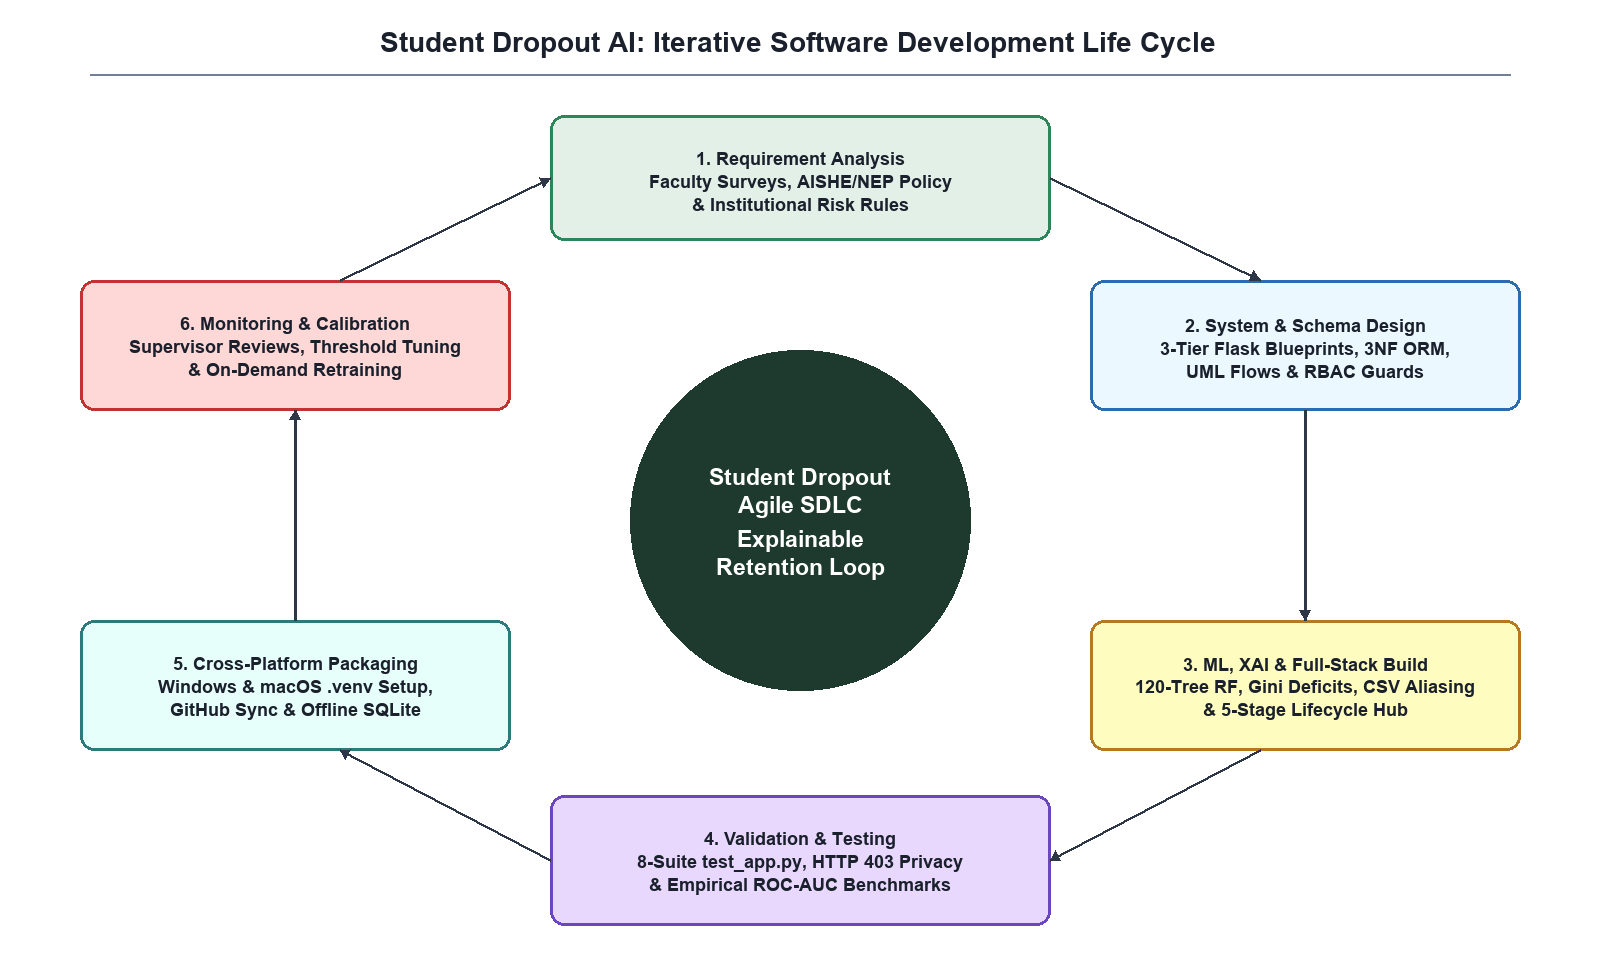 Student Dropout AI: Iterative Software Development Life Cycle
1. Requirement Analysis
Faculty Surveys, AISHE/NEP Policy
& Institutional Risk Rules
2. System & Schema Design
3-Tier Flask Blueprints, 3NF ORM,
UML Flows & RBAC Guards
3. ML, XAI & Full-Stack Build
120-Tree RF, Gini Deficits, CSV Aliasing
& 5-Stage Lifecycle Hub
4. Validation & Testing
8-Suite test_app.py, HTTP 403 Privacy
& Empirical ROC-AUC Benchmarks
5. Cross-Platform Packaging
Windows & macOS .venv Setup,
GitHub Sync & Offline SQLite
6. Monitoring & Calibration
Supervisor Reviews, Threshold Tuning
& On-Demand Retraining
Student Dropout
Agile SDLC
Explainable
Retention Loop